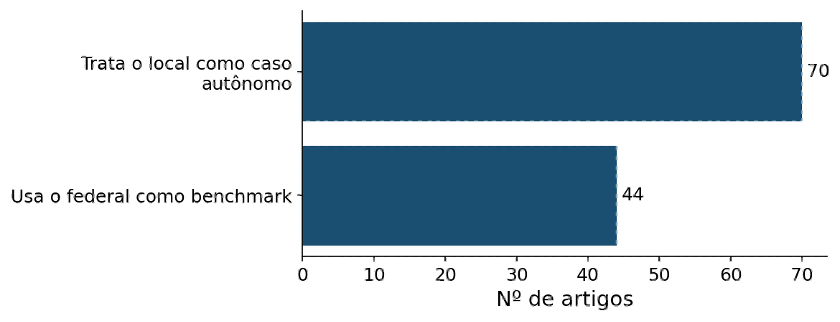 Trata o local como caso
autônomo
70
Usa o federal como benchmark
44
0 10 20 30 40 50 60 70
Nº de artigos